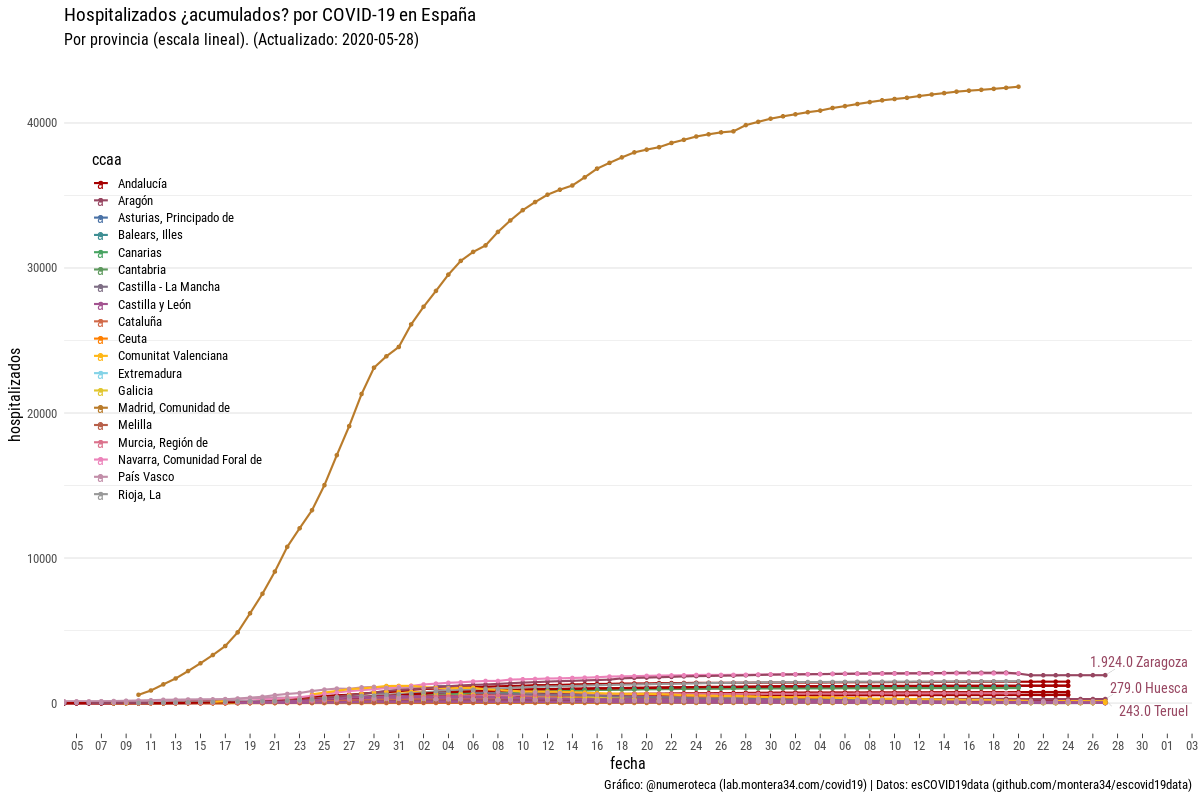 Hospitalizados ¿acumulados? por COVID-19 en España
Por provincia (escala lineal). (Actualizado: 2020-05-28)
40000
30000
20000
10000
0
hospitalizados
ccaa
Andalucía
Aragón
Asturias, Principado de
Balears, Illes
Canarias
Cantabria
Castilla - La Mancha
Castilla y León
Cataluña
Ceuta
Comunitat Valenciana
Extremadura
Galicia
Madrid, Comunidad de
Melilla
Murcia, Región de
Navarra, Comunidad Foral de
País Vasco
Rioja, La
1.924.0 Zaragoza
279.0 Huesca
243.0 Teruel
05 07 09 11 13 15 17 19 21 23 25 27 29 31 02 04 06 08 10 12 14 16 18 20 22 24 26 28 30 02 04 06 08 10 12 14 16 18 20 22 24 26 28 30 01 03
fecha
Gráfico: @numeroteca (lab.montera34.com/covid19) | Datos: esCOVID19data (github.com/montera34/escovid19data)